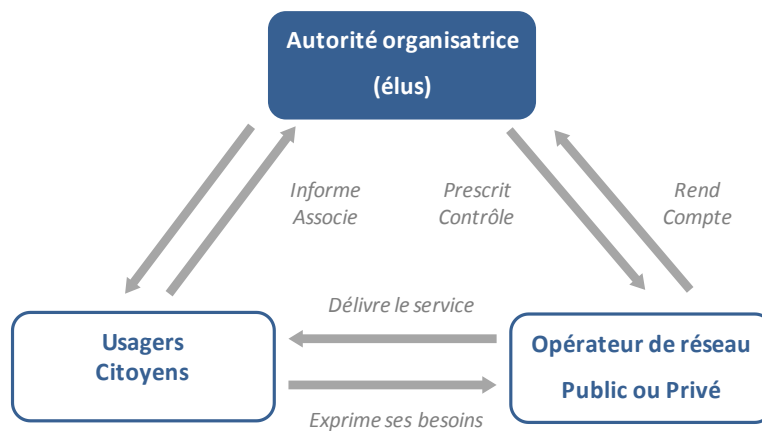 Autorité organisatrice
(élus)
Informe
Associe
Prescrit
Contrôle
Rend
Compte
Délivre le service
Usagers
Citoyens
Opérateur de réseau
Public ou Privé
Exprime ses besoins